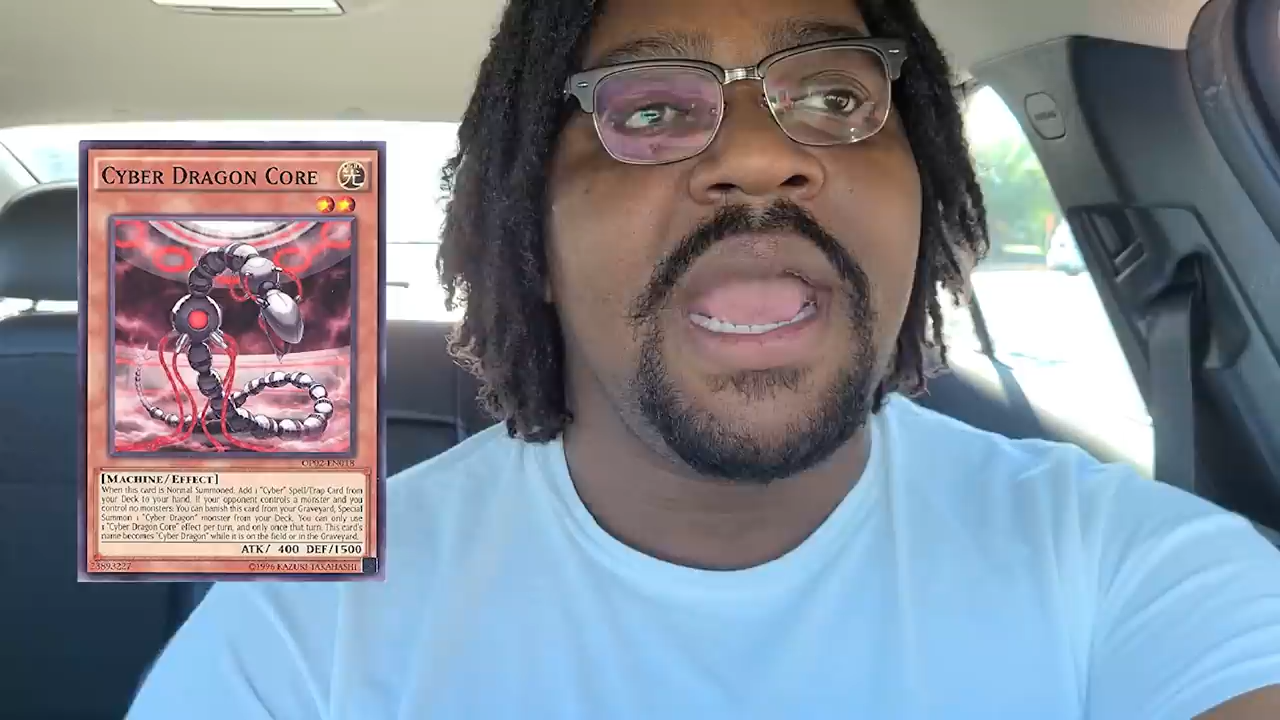 CYBER DRAGON CORE
光
OP02-EN018
[MACHINE/EFFECT]
When this card is Normal Summoned: Add 1 "Cyber" Spell/Trap Card from
your Deck to your hand. If your opponent controls a monster and you
control no monsters: You can banish this card from your Graveyard, Special
Summon 1 "Cyber Dragon" monster from your Deck. You can only use
1 "Cyber Dragon Core" effect per turn, and only once that turn. This card's
name becomes "Cyber Dragon" while it is on the field or in the Graveyard.
ATK/ 400 DEF/1500
23893227
©1996 KAZUKI TAKAHASHI